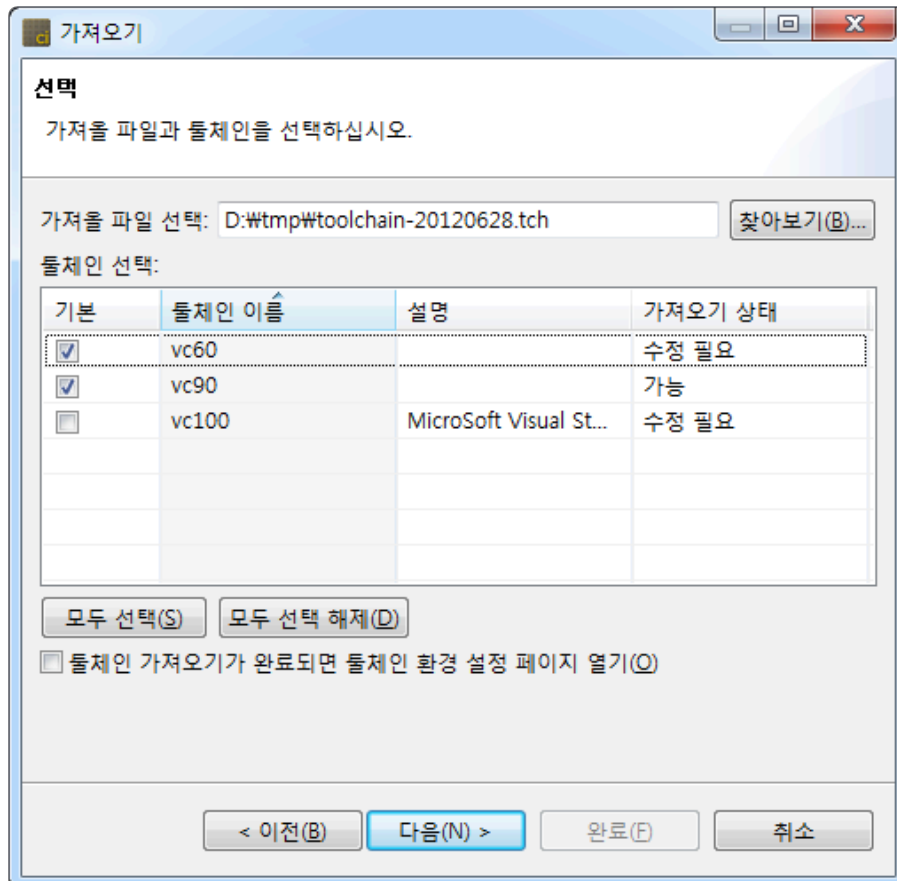 ci 가져오기
선택
가져올 파일과 툴체인을 선택하십시오.
가져올 파일 선택: D:₩tmp₩toolchain-20120628.tch 찾아보기(B)...
툴체인 선택:
기본 툴체인 이름 설명 가져오기 상태
vc60 수정 필요
vc90 가능
vc100 MicroSoft Visual St... 수정 필요
모두 선택(S) 모두 선택 해제(D)
툴체인 가져오기가 완료되면 툴체인 환경 설정 페이지 열기(O)
< 이전(B) 다음(N) > 완료(F) 취소